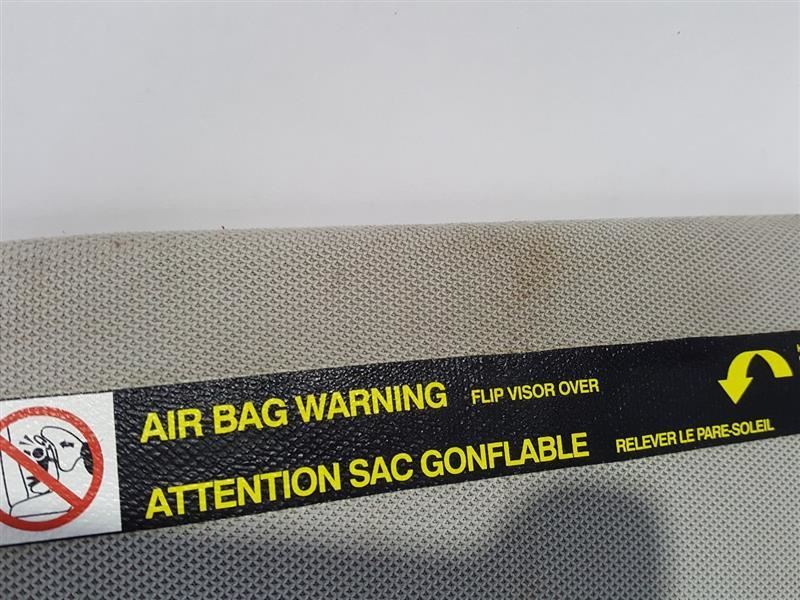 AIR BAG WARNING FLIP VISOR OVER
ATTENTION SAC GONFLABLE RELEVER LE PARE-SOLEIL